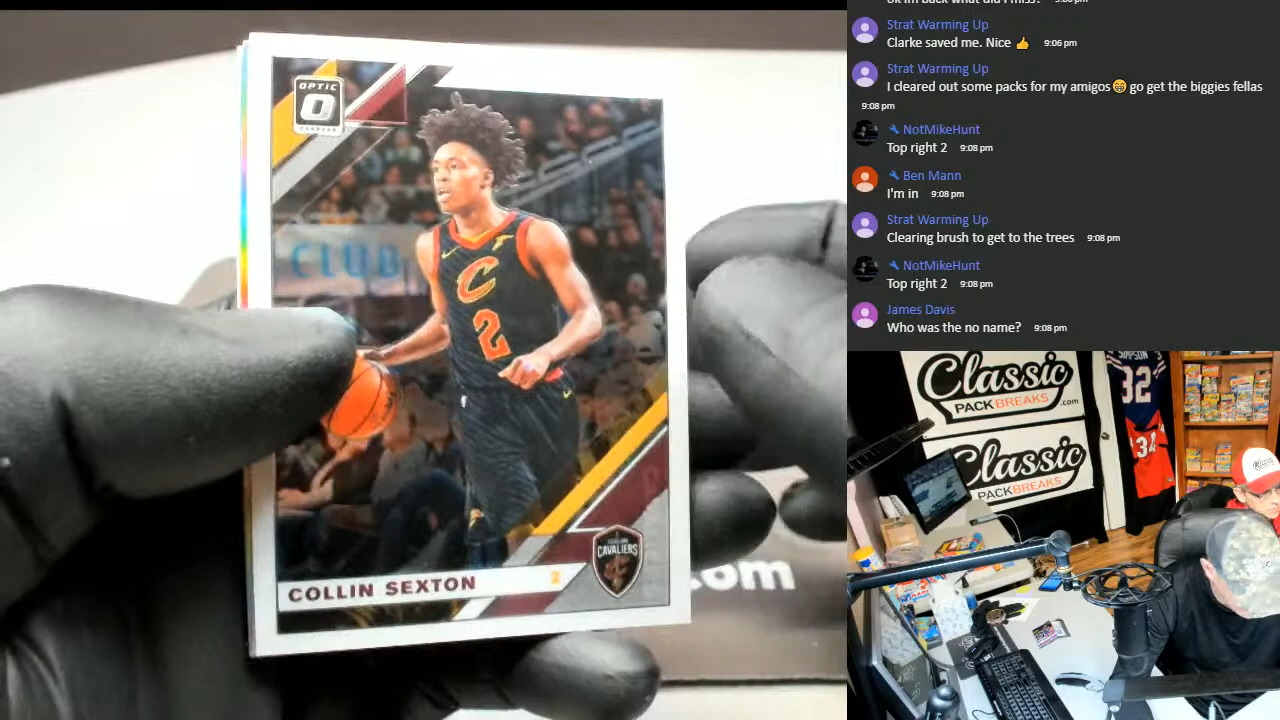 OPTIC
CLUB
C
2
CAVALIERS
COLLIN SEXTON 2
.com
Strat Warming Up
Clarke saved me. Nice 👍 9:06 pm
Strat Warming Up
I cleared out some packs for my amigos😁 go get the biggies fellas
9:08 pm
NotMikeHunt
Top right 2 9:08 pm
Ben Mann
I'm in 9:08 pm
Strat Warming Up
Clearing brush to get to the trees 9:08 pm
NotMikeHunt
Top right 2 9:08 pm
James Davis
Who was the no name? 9:08 pm
Classic
PACK BREAKS.com
Classic
PACK BREAKS
SIMPSON
32
34